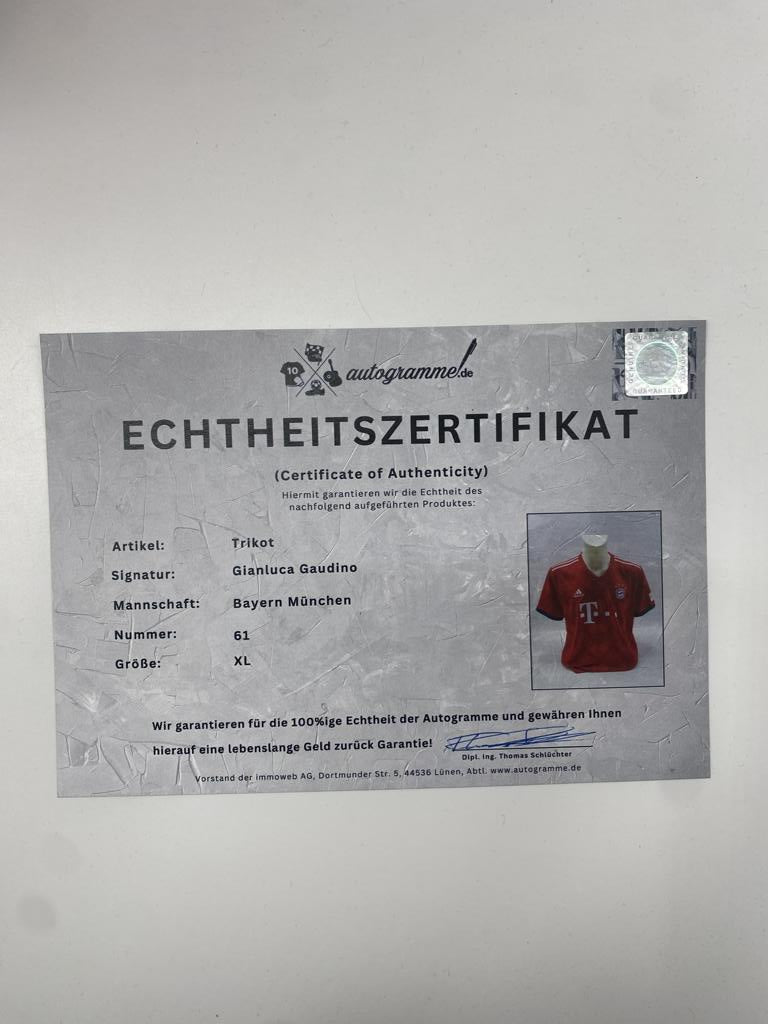 10
autogramme!.de
GENUINE GUARANTEED
ECHTHEITSZERTIFIKAT
(Certificate of Authenticity)
Hiermit garantieren wir die Echtheit des
nachfolgend aufgeführten Produktes:
Artikel: Trikot
Signatur: Gianluca Gaudino
Mannschaft: Bayern München
Nummer: 61
Größe: XL
T
Wir garantieren für die 100%ige Echtheit der Autogramme und gewähren Ihnen
hierauf eine lebenslange Geld zurück Garantie!
Dipl. Ing. Thomas Schlüchter
Vorstand der immoweb AG, Dortmunder Str. 5, 44536 Lünen, Abtl. www.autogramme.de